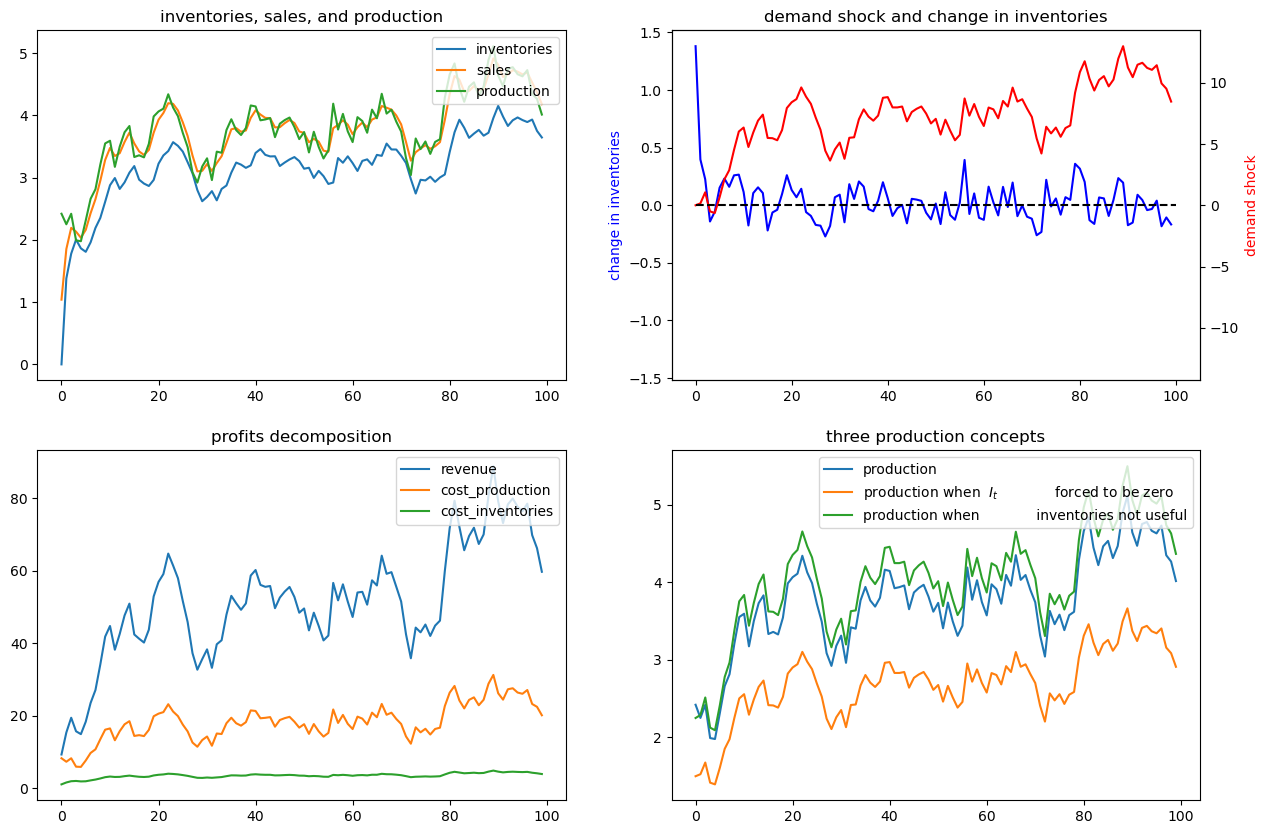 inventories, sales, and production
inventories
sales
production
5
4
3
2
1
0
0 20 40 60 80 100
demand shock and change in inventories
change in inventories
1.5
1.0
0.5
0.0
−0.5
−1.0
−1.5
10
5
0
−5
−10
demand shock
0 20 40 60 80 100
profits decomposition
revenue
cost_production
cost_inventories
80
60
40
20
0
0 20 40 60 80 100
three production concepts
production
production when I_t forced to be zero
production when inventories not useful
5
4
3
2
0 20 40 60 80 100